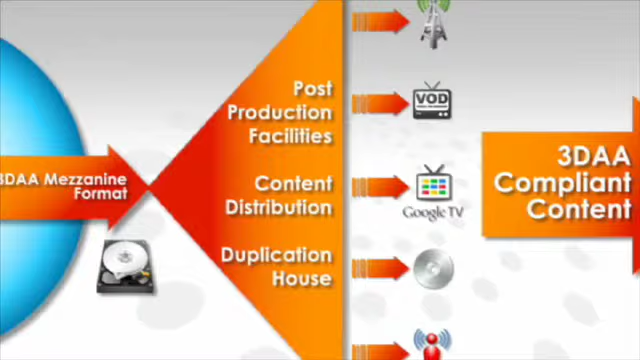 3DAA Mezzanine
Format
Post
Production
Facilities
Content
Distribution
Duplication
House
VOD
Google TV
3DAA
Compliant
Content